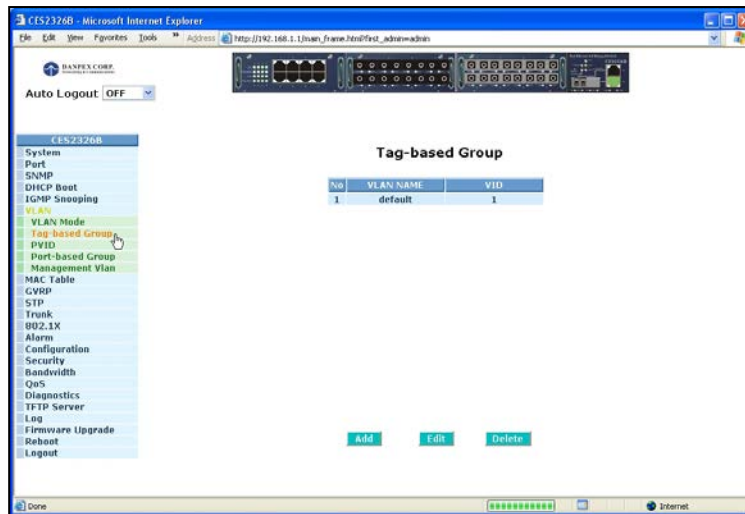 CES2326B - Microsoft Internet Explorer
File Edit View Favorites Tools » Address http://192.168.1.1/main_frame.html?first_admin=admin
DANPEX CORP.
Auto Logout OFF
CES2326B
System
Port
SNMP
DHCP Boot
IGMP Snooping
VLAN
VLAN Mode
Tag-based Group
PVID
Port-based Group
Management Vlan
MAC Table
GVRP
STP
Trunk
802.1X
Alarm
Configuration
Security
Bandwidth
QoS
Diagnostics
TFTP Server
Log
Firmware Upgrade
Reboot
Logout
Tag-based Group
No VLAN NAME VID
1 default 1
Add Edit Delete
Done Internet